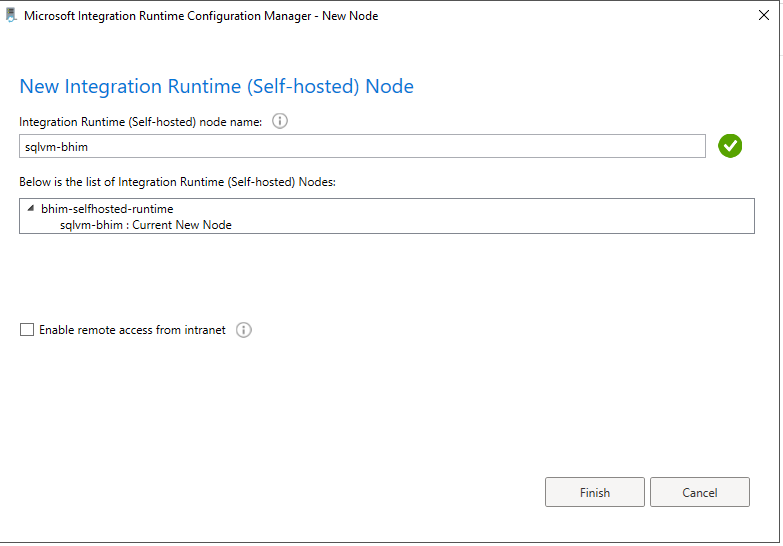 Microsoft Integration Runtime Configuration Manager - New Node
New Integration Runtime (Self-hosted) Node
Integration Runtime (Self-hosted) node name:
sqlvm-bhim
Below is the list of Integration Runtime (Self-hosted) Nodes:
bhim-selfhosted-runtime
sqlvm-bhim : Current New Node
Enable remote access from intranet
Finish
Cancel